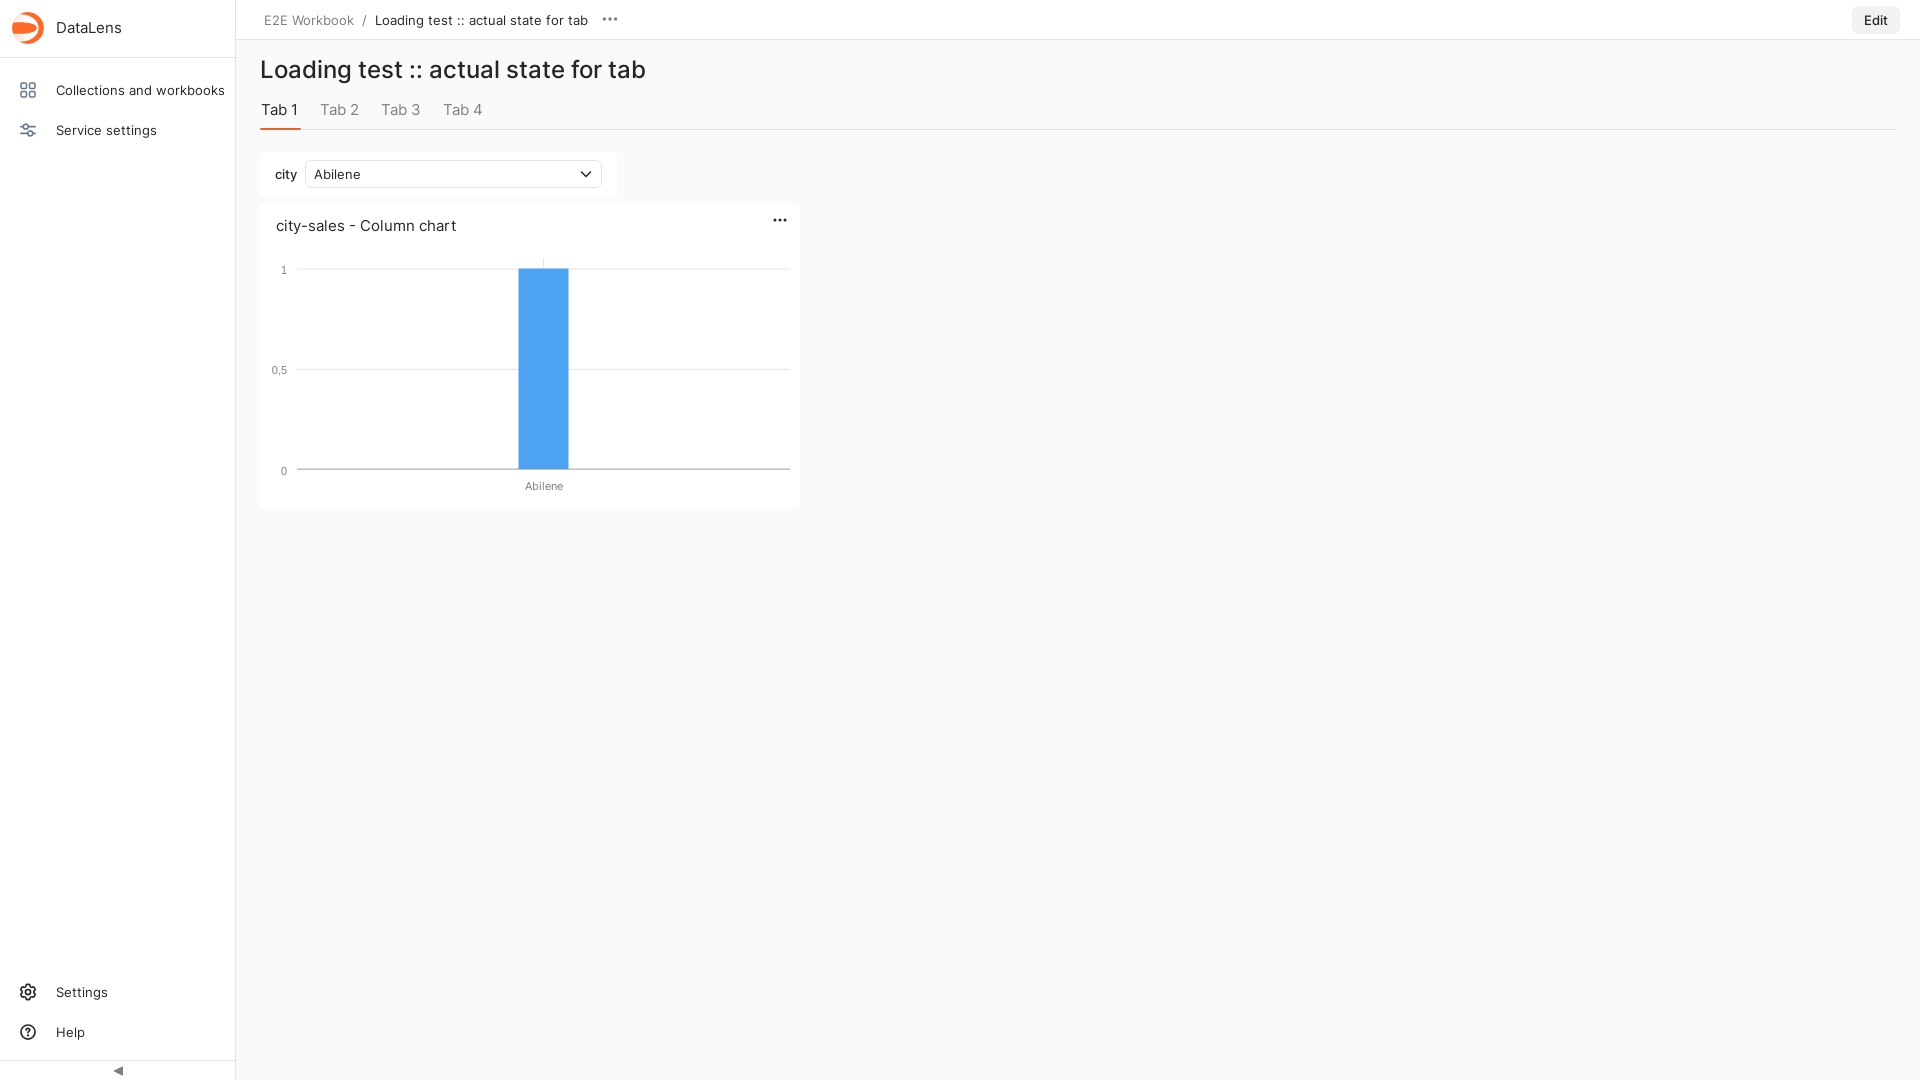 DataLens
Collections and workbooks
Service settings
Settings
Help
E2E Workbook / Loading test :: actual state for tab
Edit
Loading test :: actual state for tab
Tab 1 Tab 2 Tab 3 Tab 4
city Abilene
city-sales - Column chart
1
0,5
0
Abilene